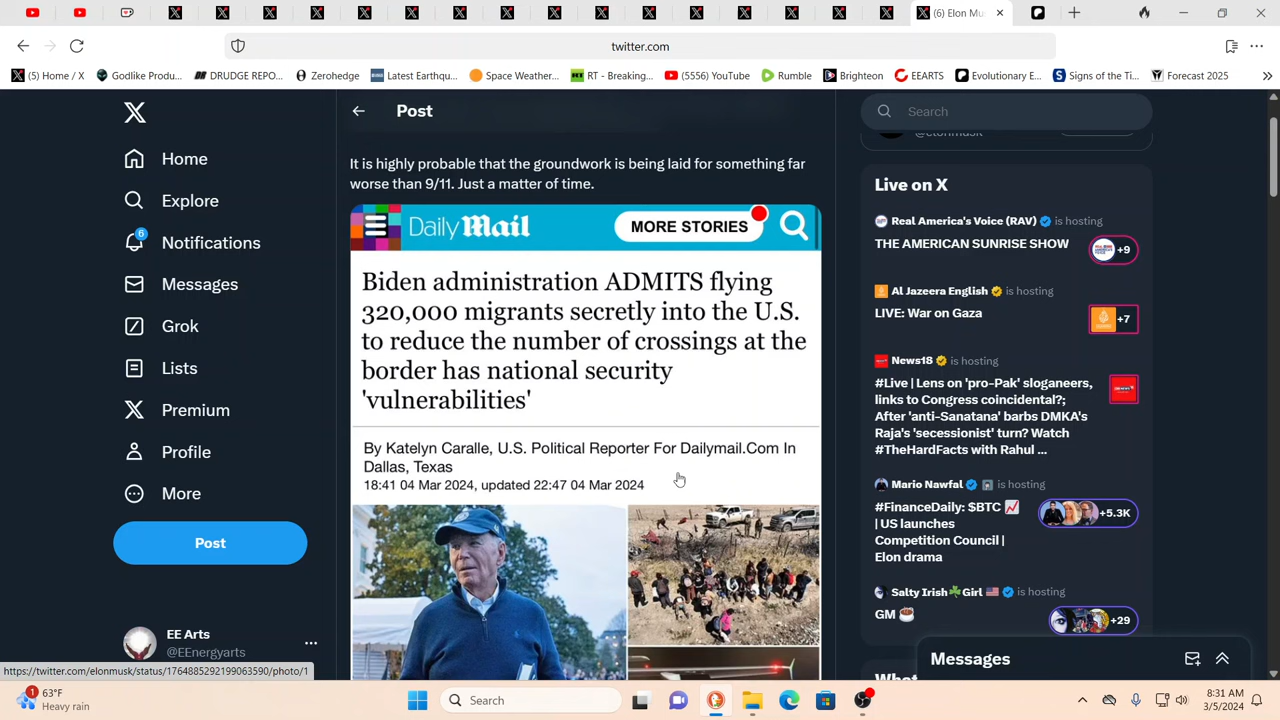 (6) Elon Mu
twitter.com
(5) Home / X
Godlike Produ...
DRUDGE REPO...
Zerohedge
Latest Earthqu...
RT
Space Weather...
RT - Breaking...
(5556) YouTube
Rumble
Brighteon
EEARTS
Evolutionary E...
Signs of the Ti...
Forecast 2025
Home
Explore
6
Notifications
Messages
Grok
Lists
Premium
Profile
More
Post
EE Arts
@EEnergyarts
https://twitter.com/elonmusk/status/1764885292199063590/photo/1
Post
It is highly probable that the groundwork is being laid for something far
worse than 9/11. Just a matter of time.
Daily Mail
MORE STORIES
Biden administration ADMITS flying
320,000 migrants secretly into the U.S.
to reduce the number of crossings at the
border has national security
'vulnerabilities'
By Katelyn Caralle, U.S. Political Reporter For Dailymail.Com In
Dallas, Texas
18:41 04 Mar 2024, updated 22:47 04 Mar 2024
Search
@elonmusk
Live on X
Real America's Voice (RAV) is hosting
THE AMERICAN SUNRISE SHOW
+9
Al Jazeera English is hosting
LIVE: War on Gaza
+7
News18 is hosting
#Live | Lens on 'pro-Pak' sloganeers,
links to Congress coincidental?;
After 'anti-Sanatana' barbs DMKA's
Raja's 'secessionist' turn? Watch
#TheHardFacts with Rahul ...
Mario Nawfal is hosting
#FinanceDaily: $BTC
| US launches
Competition Council |
Elon drama
+5.3K
Salty Irish Girl is hosting
GM
+29
Messages
1
63°F
Heavy rain
Search
8:31 AM
3/5/2024